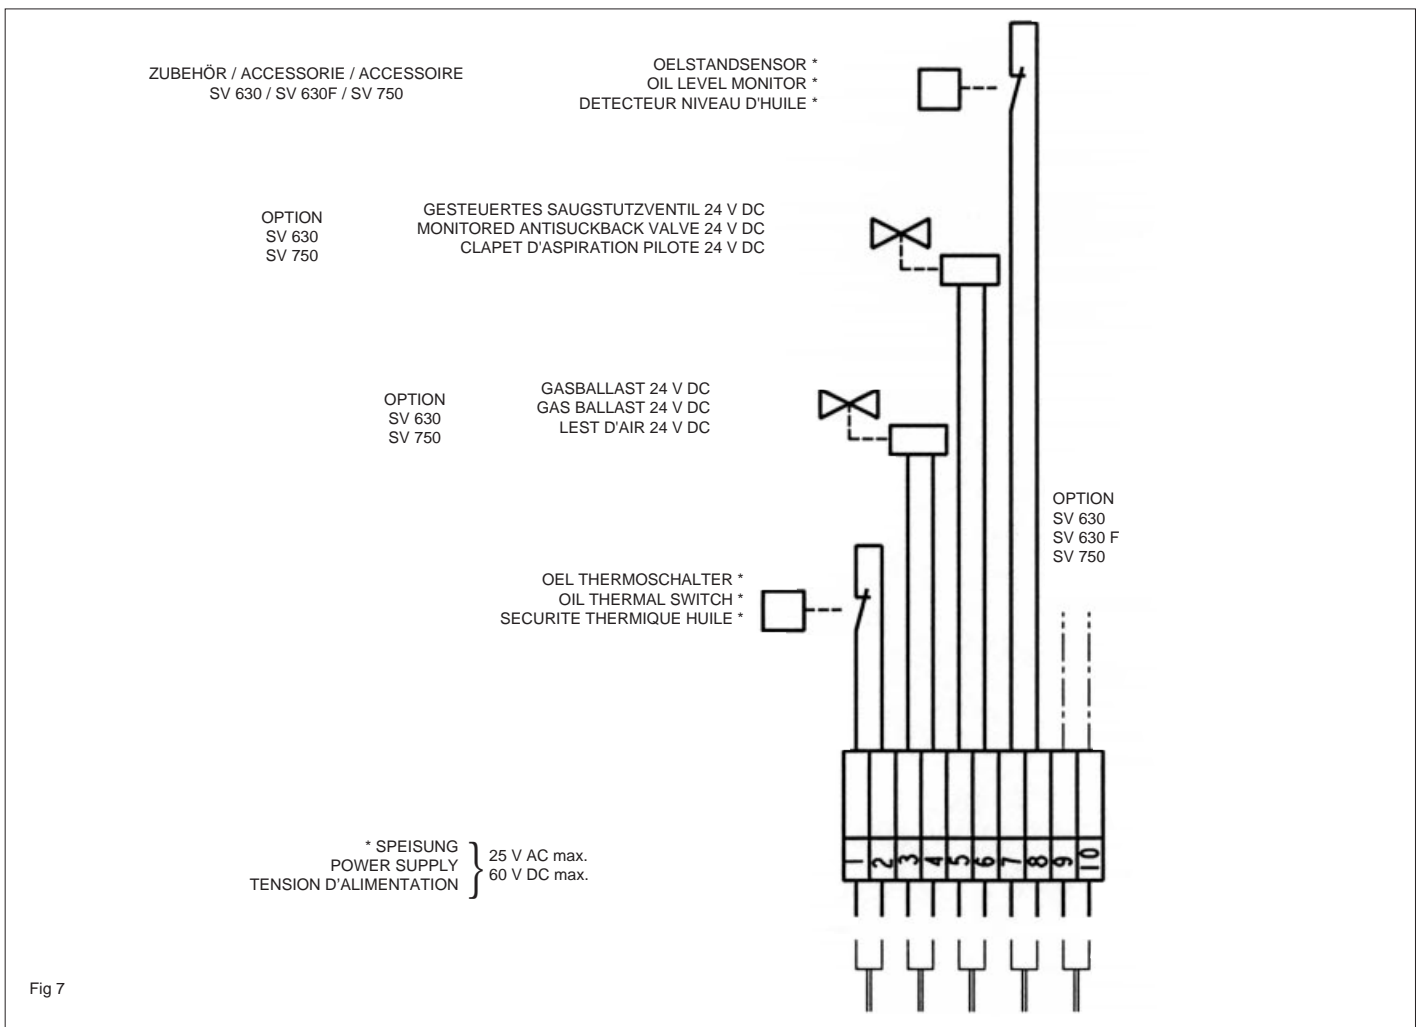 ZUBEHÖR / ACCESSORIE / ACCESSOIRE
SV 630 / SV 630F / SV 750
OELSTANDSENSOR *
OIL LEVEL MONITOR *
DETECTEUR NIVEAU D'HUILE *
OPTION
SV 630
SV 750
GESTEUERTES SAUGSTUTZVENTIL 24 V DC
MONITORED ANTISUCKBACK VALVE 24 V DC
CLAPET D'ASPIRATION PILOTE 24 V DC
OPTION
SV 630
SV 750
GASBALLAST 24 V DC
GAS BALLAST 24 V DC
LEST D'AIR 24 V DC
OPTION
SV 630
SV 630 F
SV 750
OEL THERMOSCHALTER *
OIL THERMAL SWITCH *
SECURITE THERMIQUE HUILE *
* SPEISUNG
POWER SUPPLY
TENSION D'ALIMENTATION
25 V AC max.
60 V DC max.
1 2 3 4 5 6 7 8 9 10
Fig 7